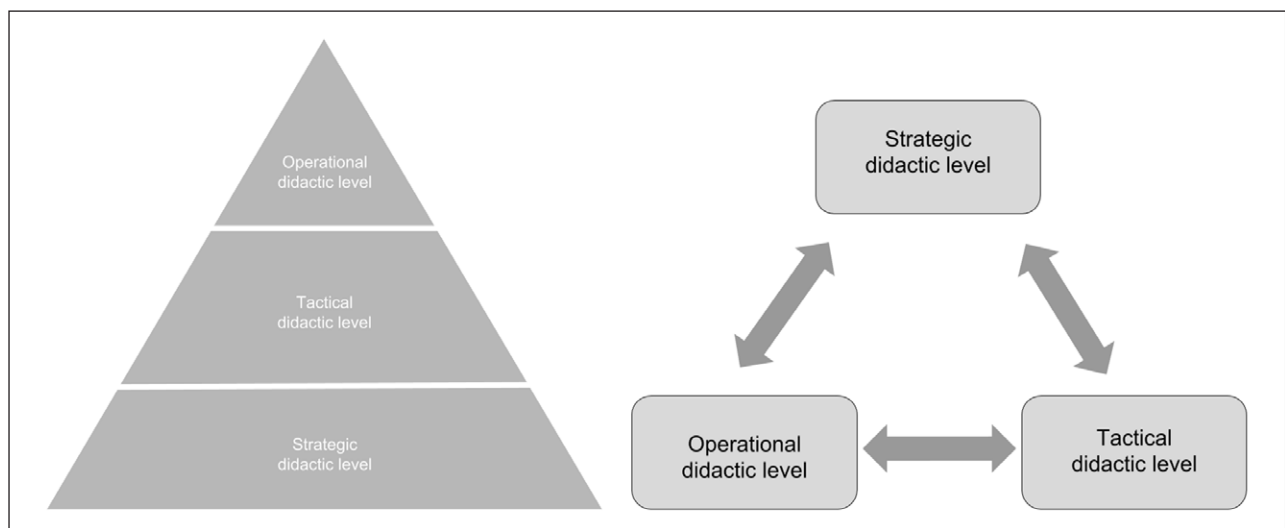 Operational
didactic level
Tactical
didactic level
Strategic
didactic level
Strategic
didactic level
Operational
didactic level
Tactical
didactic level